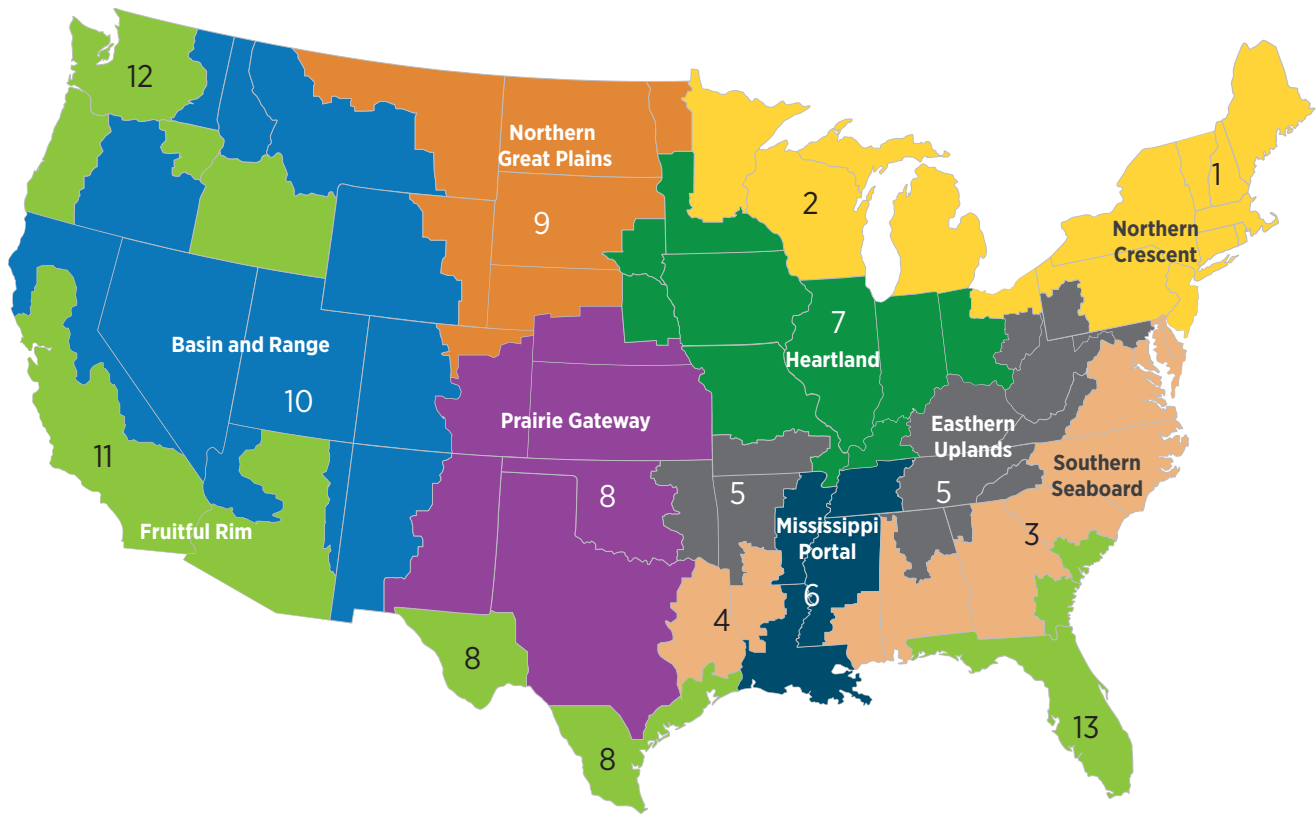 12
Northern
Great Plains
9
2
1
Northern
Crescent
7
Heartland
Basin and Range
10
Prairie Gateway
Eastern
Uplands
11
Fruitful Rim
8
5
5
Southern
Seaboard
Mississippi
Portal
3
6
4
8
8
13